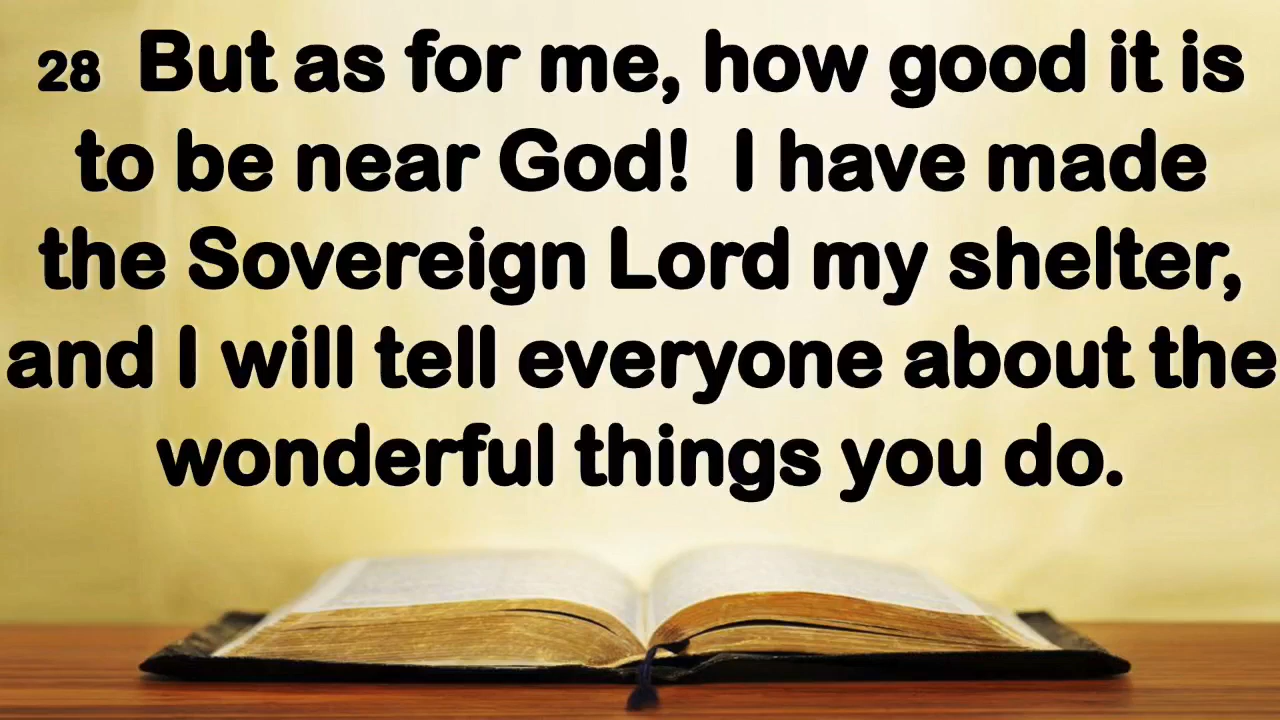 28 But as for me, how good it is
to be near God! I have made
the Sovereign Lord my shelter,
and I will tell everyone about the
wonderful things you do.